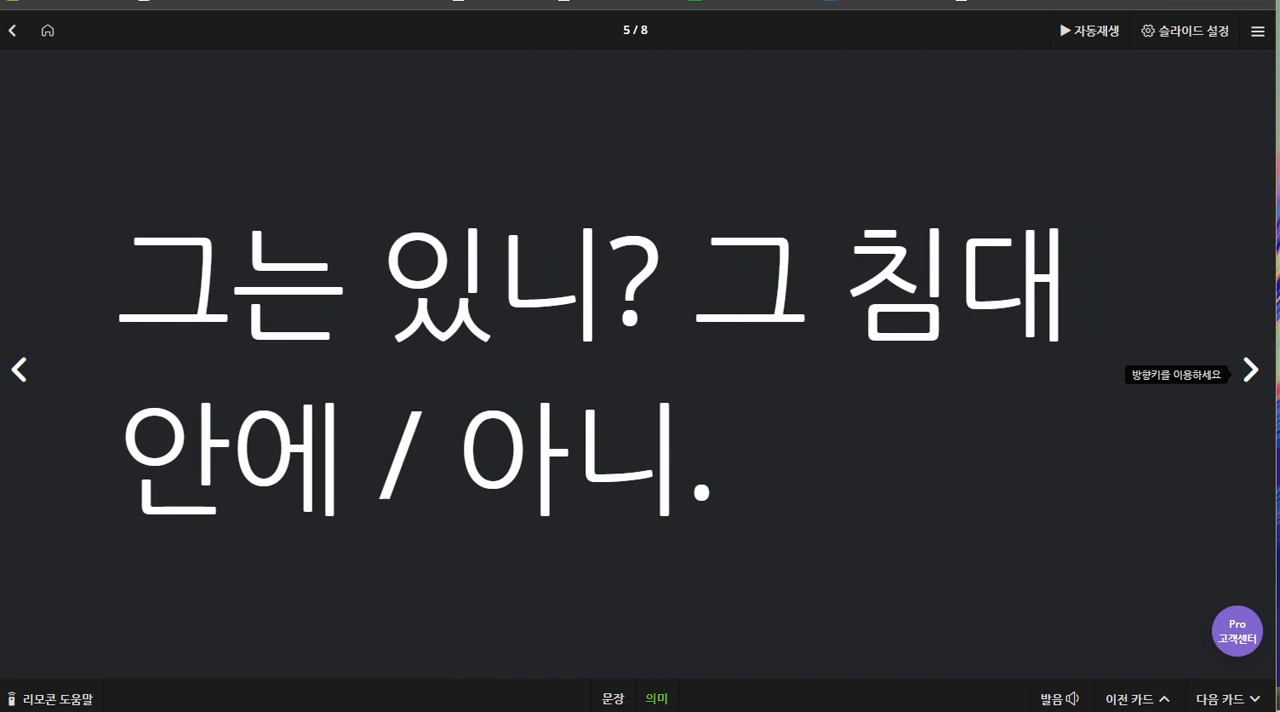 5 / 8
▶ 자동재생
슬라이드 설정
그는 있니? 그 침대
안에 / 아니.
방향키를 이용하세요
Pro
고객센터
리모콘 도움말
문장
의미
발음
이전 카드
다음 카드